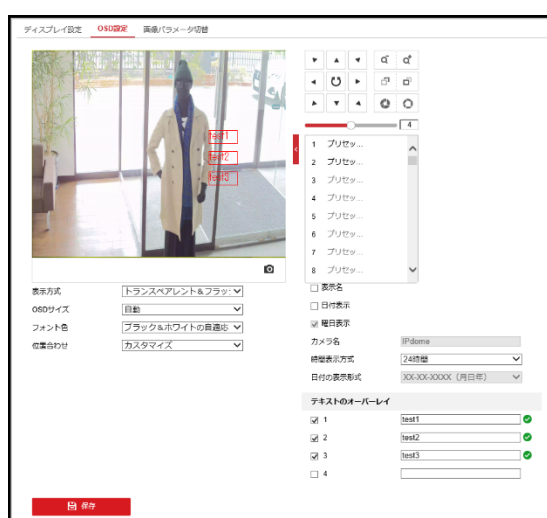 ディスプレイ設定 OSD設定 画像パラメータ切替
test1
test2
test3
4
1 プリセッ...
2 プリセッ...
3 プリセッ...
4 プリセッ...
5 プリセッ...
6 プリセッ...
7 プリセッ...
8 プリセッ...
表示方式 トランスペアレント&フラッ
OSDサイズ 自動
フォント色 ブラック&ホワイトの自動応
位置合わせ カスタマイズ
表示名
日付表示
曜日表示
カメラ名 IPdome
時間表示方式 24時間
日付の表示形式 XX-XX-XXXX (月日年)
テキストのオーバーレイ
1 test1
2 test2
3 test3
4
保存